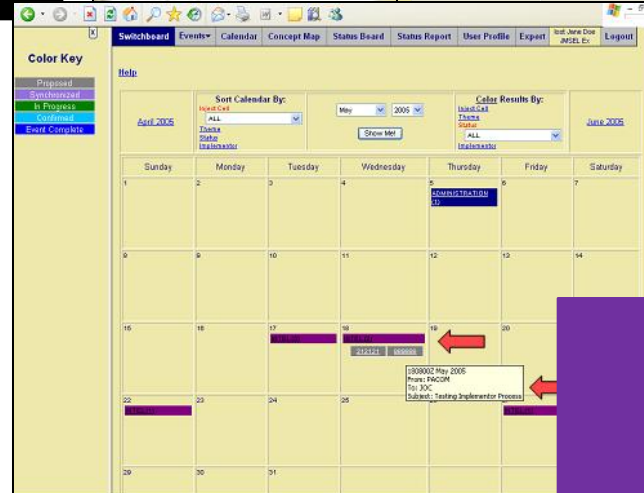 Switchboard Events Calendar Concept Map Status Board Status Report User Profile Export Logout
X
Color Key
Proposed
Synchronized
In Progress
Confirmed
Event Complete
Help
April 2005
Sort Calendar By:
Inject Cell
ALL
Theme
Status
Implementor
May 2005
Show Me!
Color Results By:
Inject Cell
Theme
Status
ALL
Implementor
June 2005
Sunday Monday Tuesday Wednesday Thursday Friday Saturday
1 2 3 4 5 6 7
ADMINISTRATION
(1)
8 9 10 11 12 13 14
15 16 17 18 19 20
212121
180800Z May 2005
From: PACOM
To: JOC
Subject: Testing Implementor Process
22 23 24 25
29 30 31